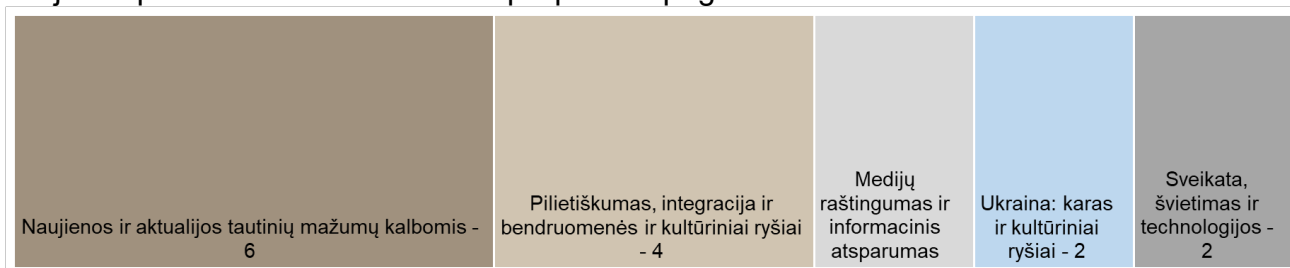 Naujienos ir aktualijos tautinių mažumų kalbomis -
6
Pilietiškumas, integracija ir
bendruomenės ir kultūriniai ryšiai
- 4
Medijų
raštingumas ir
informacinis
atsparumas
Ukraina: karas
ir kultūriniai
ryšiai - 2
Sveikata,
švietimas ir
technologijos -
2